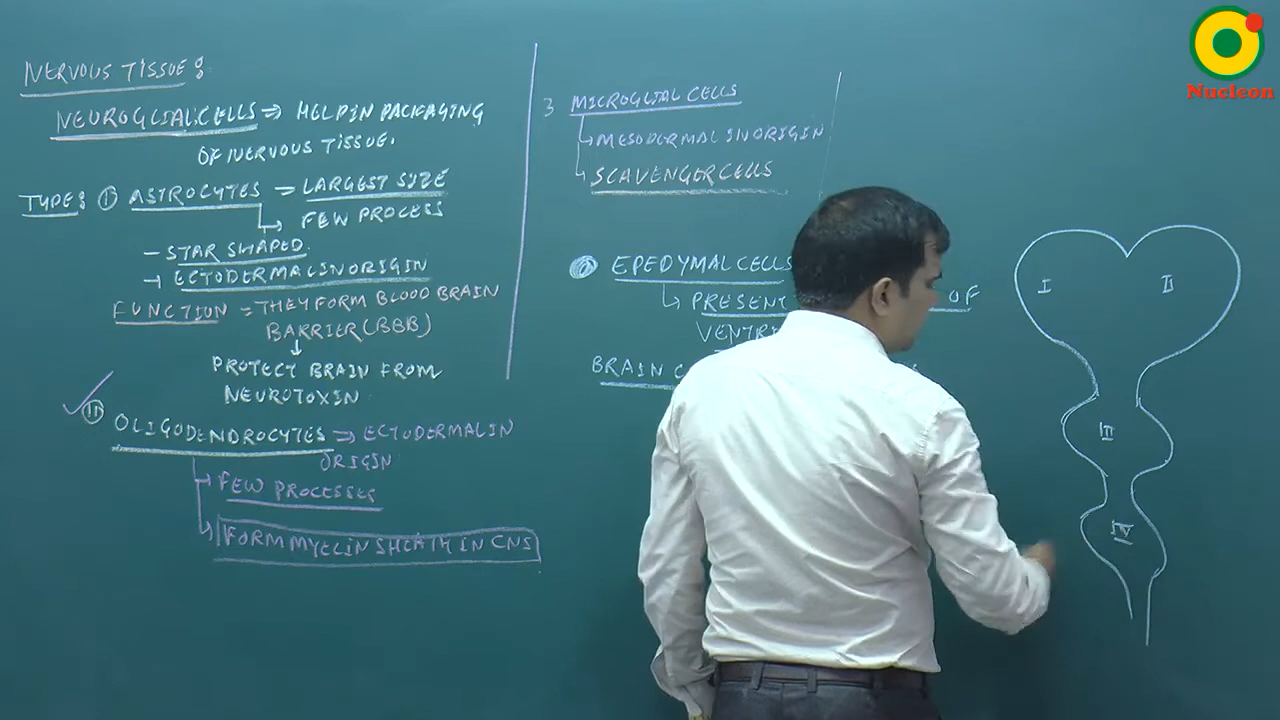 NERVOUS TISSUE:
NEUROGLIAL CELLS ⇒ HELP IN PACKAGING
OF NERVOUS TISSUE.
TYPE: I ASTROCYTES = LARGEST SIZE
FEW PROCESS
- STAR SHAPED.
→ ECTODERMAL IN ORIGIN
FUNCTION = THEY FORM BLOOD BRAIN
BARRIER (BBB)
PROTECT BRAIN FROM
NEUROTOXIN.
II OLIGODENDROCYTES ⇒ ECTODERMAL IN
ORIGIN
FEW PROCESSES
FORM MYELIN SHEATH IN CNS
3 MICROGLIAL CELLS
MESODERMAL IN ORIGIN
SCAVENGER CELLS
EPEDYMAL CELLS
PRESENT OF
BRAIN
I II
III
IV
Nucleon